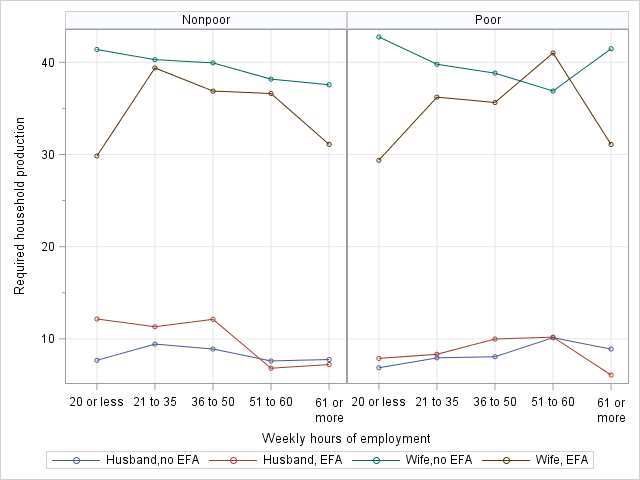 Nonpoor Poor
Required household production
40
30
20
10
20 or less 21 to 35 36 to 50 51 to 60 61 or more 20 or less 21 to 35 36 to 50 51 to 60 61 or more
Weekly hours of employment
Husband,no EFA Husband, EFA Wife,no EFA Wife, EFA